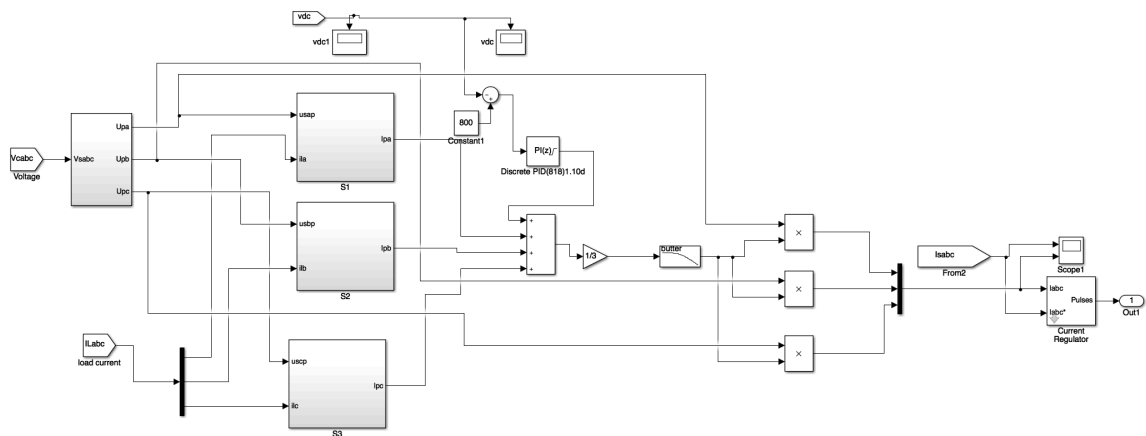 vdc
vdc1
vdc
800
Constant1
- +
PI(z)
Discrete PID(818)1.10d
Vcabc
Voltage
Vsabc
Upa
Upb
Upc
usap
ila
Ipa
S1
usbp
ilb
Ipb
S2
uscp
ilc
Ipc
S3
ILabc
load current
+
+
+
+
1/3
butter
×
×
×
Isabc
From2
Scope1
Iabc
Iabc*
Pulses
Current
Regulator
1
Out1